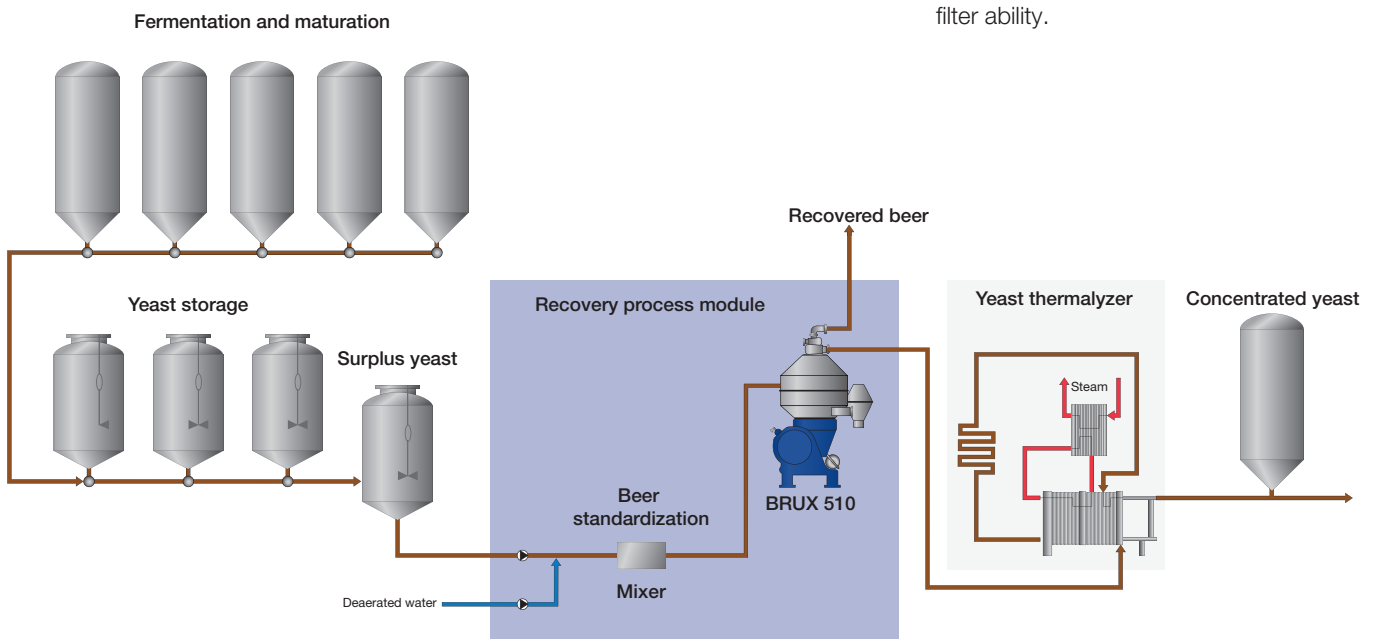 filter ability.
Fermentation and maturation
Recovered beer
Yeast storage
Surplus yeast
Recovery process module
Yeast thermalyzer
Concentrated yeast
Steam
BRUX 510
Beer
standardization
Mixer
Deaerated water